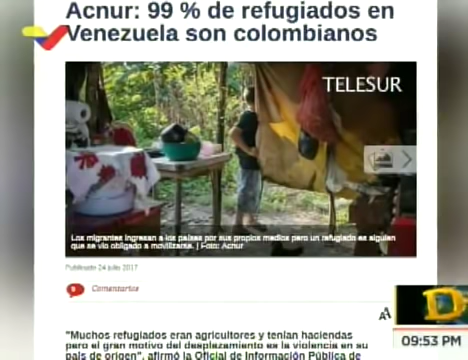 Acnur: 99 % de refugiados en
Venezuela son colombianos
TELESUR
Los migrantes ingresan a los países por sus propios medios pero un refugiado es alguien
que se vio obligado a movilizarse. | Foto: Acnur
Publicado 24 julio 2017
Comentarios
A
A
"Muchos refugiados eran agricultores y tenían haciendas
pero el gran motivo del desplazamiento es la violencia en su
país de origen", afirmó la Oficial de Información Pública de
D
09:53 PM